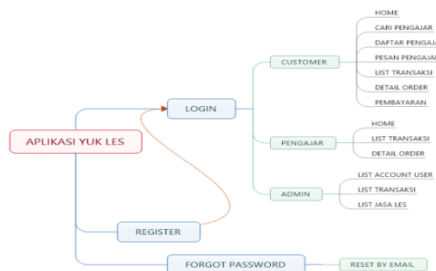 HOME
CARI PENGAJAR
DAFTAR PENGAJA
CUSTOMER
PESAN PENGAJAR
LIST TRANSAKSI
DETAIL ORDER
PEMBAYARAN
LOGIN
HOME
APLIKASI YUK LES
PENGAJAR
LIST TRANSAKSI
DETAIL ORDER
LIST ACCOUNT USER
ADMIN
LIST TRANSAKSI
LIST JASA LES
REGISTER
FORGOT PASSWORD
RESET BY EMAIL